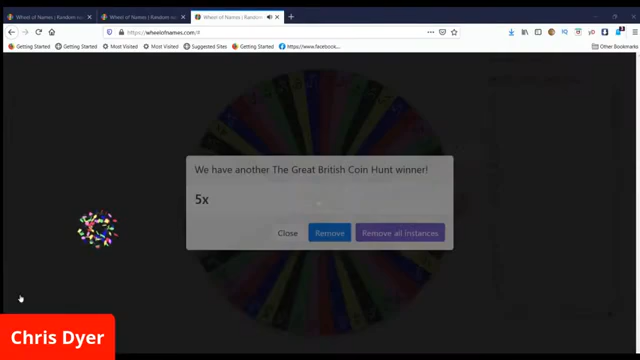 Wheel of Names | Random na
Wheel of Names | Random na
Wheel of Names | Random
https://wheelofnames.com/#
Getting Started
Getting Started
Most Visited
Getting Started
Suggested Sites
Most Visited
https://www.facebook....
Other Bookmarks
We have another The Great British Coin Hunt winner!
5x
Close
Remove
Remove all instances
Chris Dyer